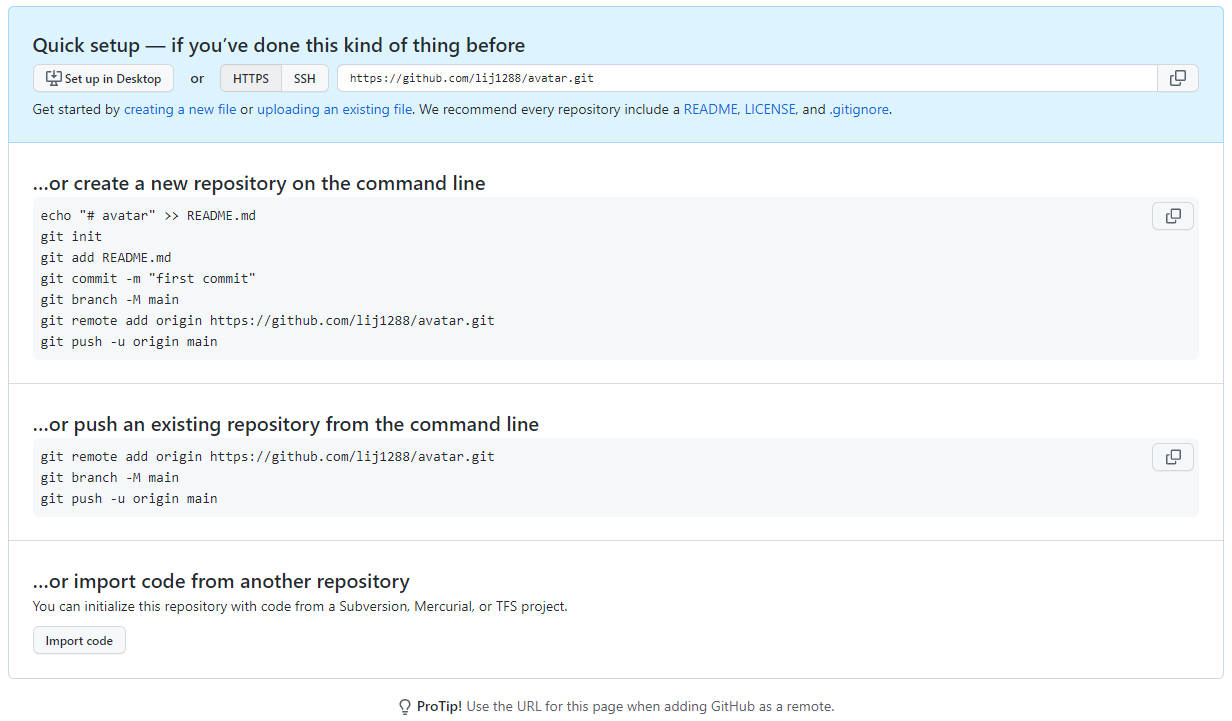 Quick setup — if you’ve done this kind of thing before
Set up in Desktop or HTTPS SSH https://github.com/lij1288/avatar.git
Get started by creating a new file or uploading an existing file. We recommend every repository include a README, LICENSE, and .gitignore.
…or create a new repository on the command line
echo "# avatar" >> README.md
git init
git add README.md
git commit -m "first commit"
git branch -M main
git remote add origin https://github.com/lij1288/avatar.git
git push -u origin main
…or push an existing repository from the command line
git remote add origin https://github.com/lij1288/avatar.git
git branch -M main
git push -u origin main
…or import code from another repository
You can initialize this repository with code from a Subversion, Mercurial, or TFS project.
Import code
ProTip! Use the URL for this page when adding GitHub as a remote.